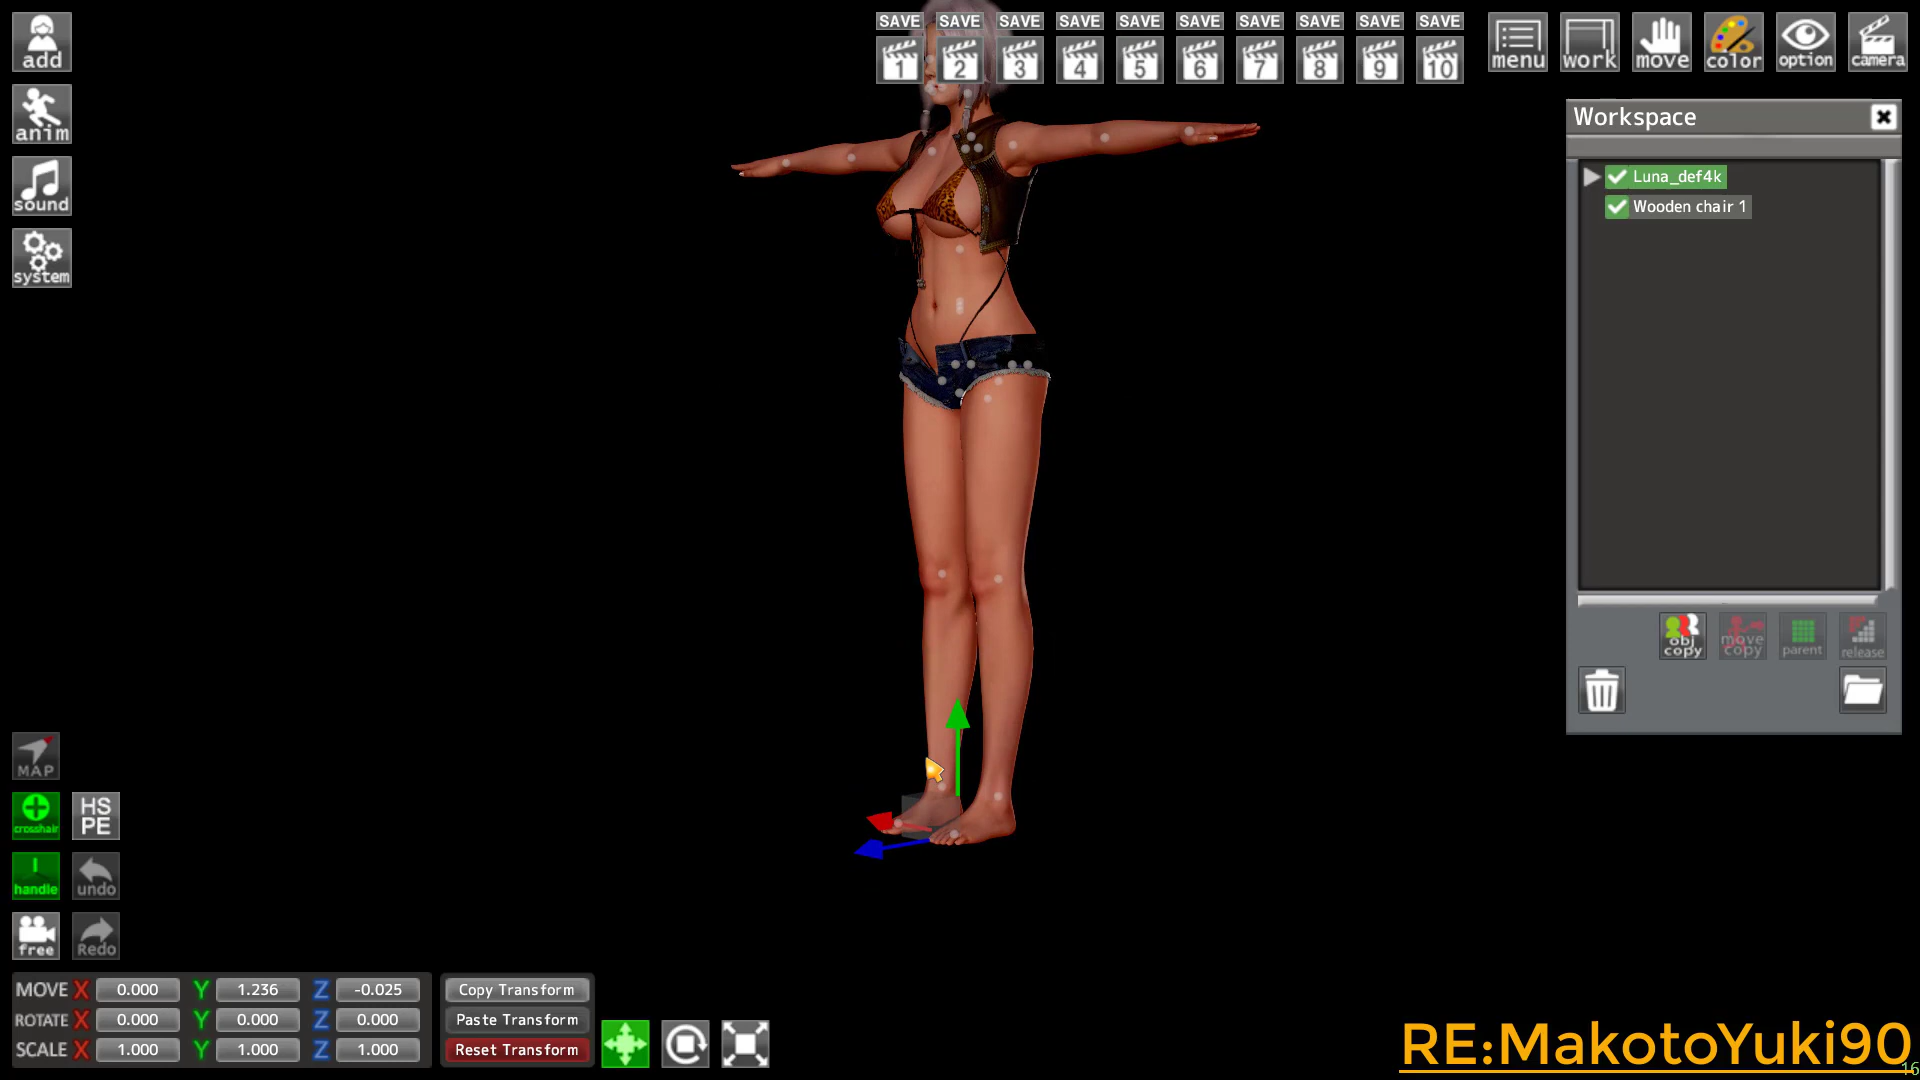 add
anim
sound
system
SAVE SAVE SAVE SAVE SAVE SAVE SAVE SAVE SAVE SAVE
1 2 3 4 5 6 7 8 9 10
menu work move color option camera
Workspace
Luna_def4k
Wooden chair 1
obj copy
move copy
parent
release
MAP
crosshair
HS PE
handle
undo
free
Redo
MOVE X 0.000 Y 1.236 Z -0.025
ROTATE X 0.000 Y 0.000 Z 0.000
SCALE X 1.000 Y 1.000 Z 1.000
Copy Transform
Paste Transform
Reset Transform
RE:MakotoYuki90
16